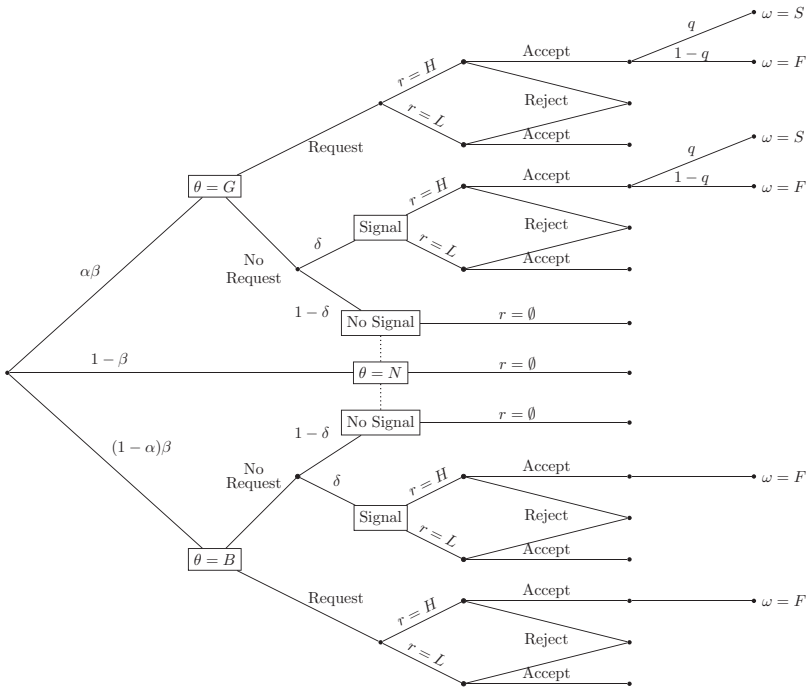 ω = S
q
1 − q
ω = F
Accept
r = H
Reject
r = L
Accept
Request
ω = S
q
1 − q
ω = F
θ = G
Accept
r = H
Signal
δ
Reject
r = L
Accept
No
Request
αβ
1 − δ
No Signal
r = ∅
1 − β
θ = N
r = ∅
No Signal
r = ∅
1 − δ
(1 − α)β
No
Request
δ
Accept
ω = F
r = H
Signal
Reject
r = L
Accept
θ = B
Request
Accept
ω = F
r = H
Reject
r = L
Accept